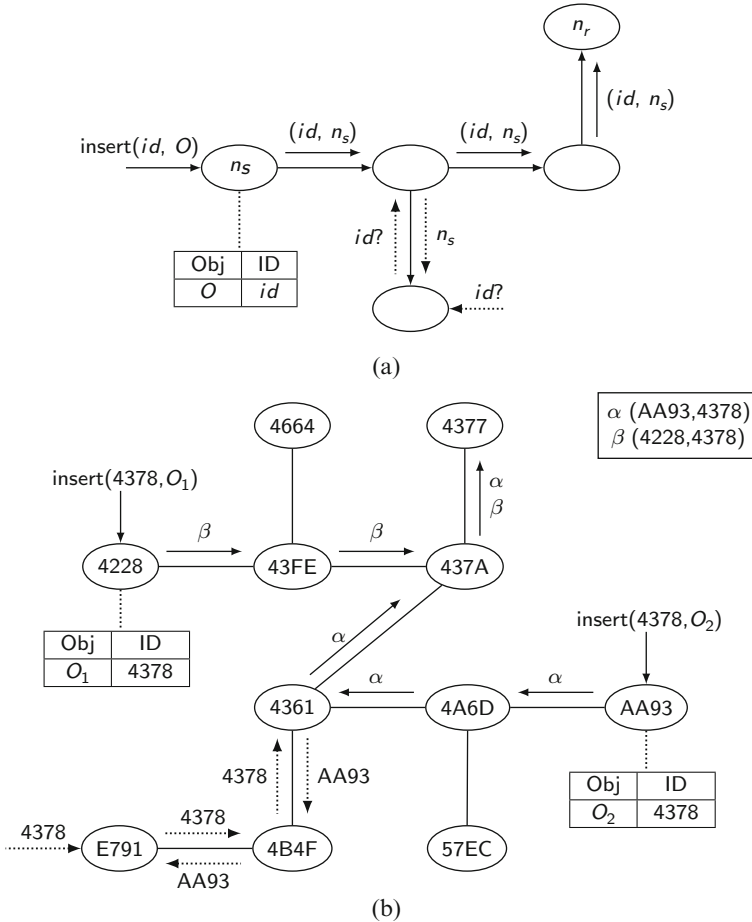 n_r
(id, n_s)
insert(id, O)
(id, n_s)
(id, n_s)
n_s
id?
n_s
Obj ID
O id
id?
(a)
4664
4377
α (AA93,4378)
β (4228,4378)
insert(4378,O_1)
α
β
β
β
4228
43FE
437A
Obj ID
O_1 4378
α
insert(4378,O_2)
α
α
4361
4A6D
AA93
4378
AA93
Obj ID
O_2 4378
4378
4378
E791
4B4F
57EC
AA93
(b)